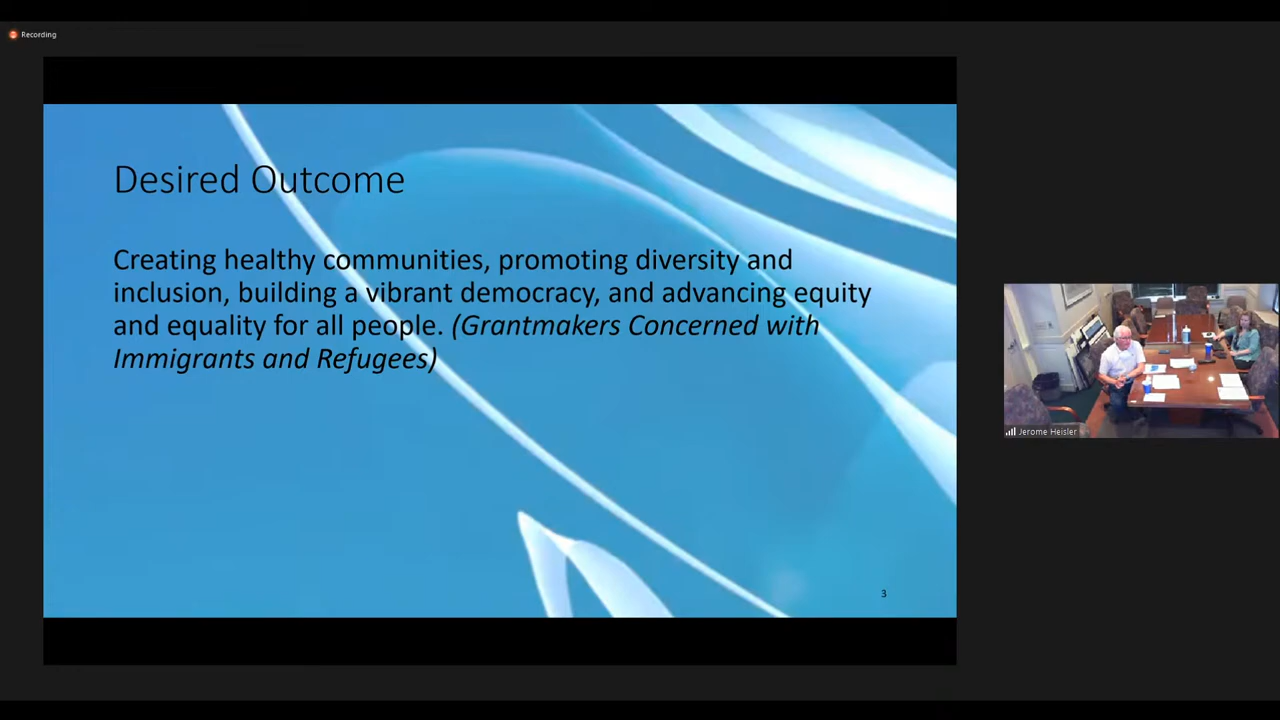 Recording
Desired Outcome
Creating healthy communities, promoting diversity and
inclusion, building a vibrant democracy, and advancing equity
and equality for all people. (Grantmakers Concerned with
Immigrants and Refugees)
3
Jerome Heisler